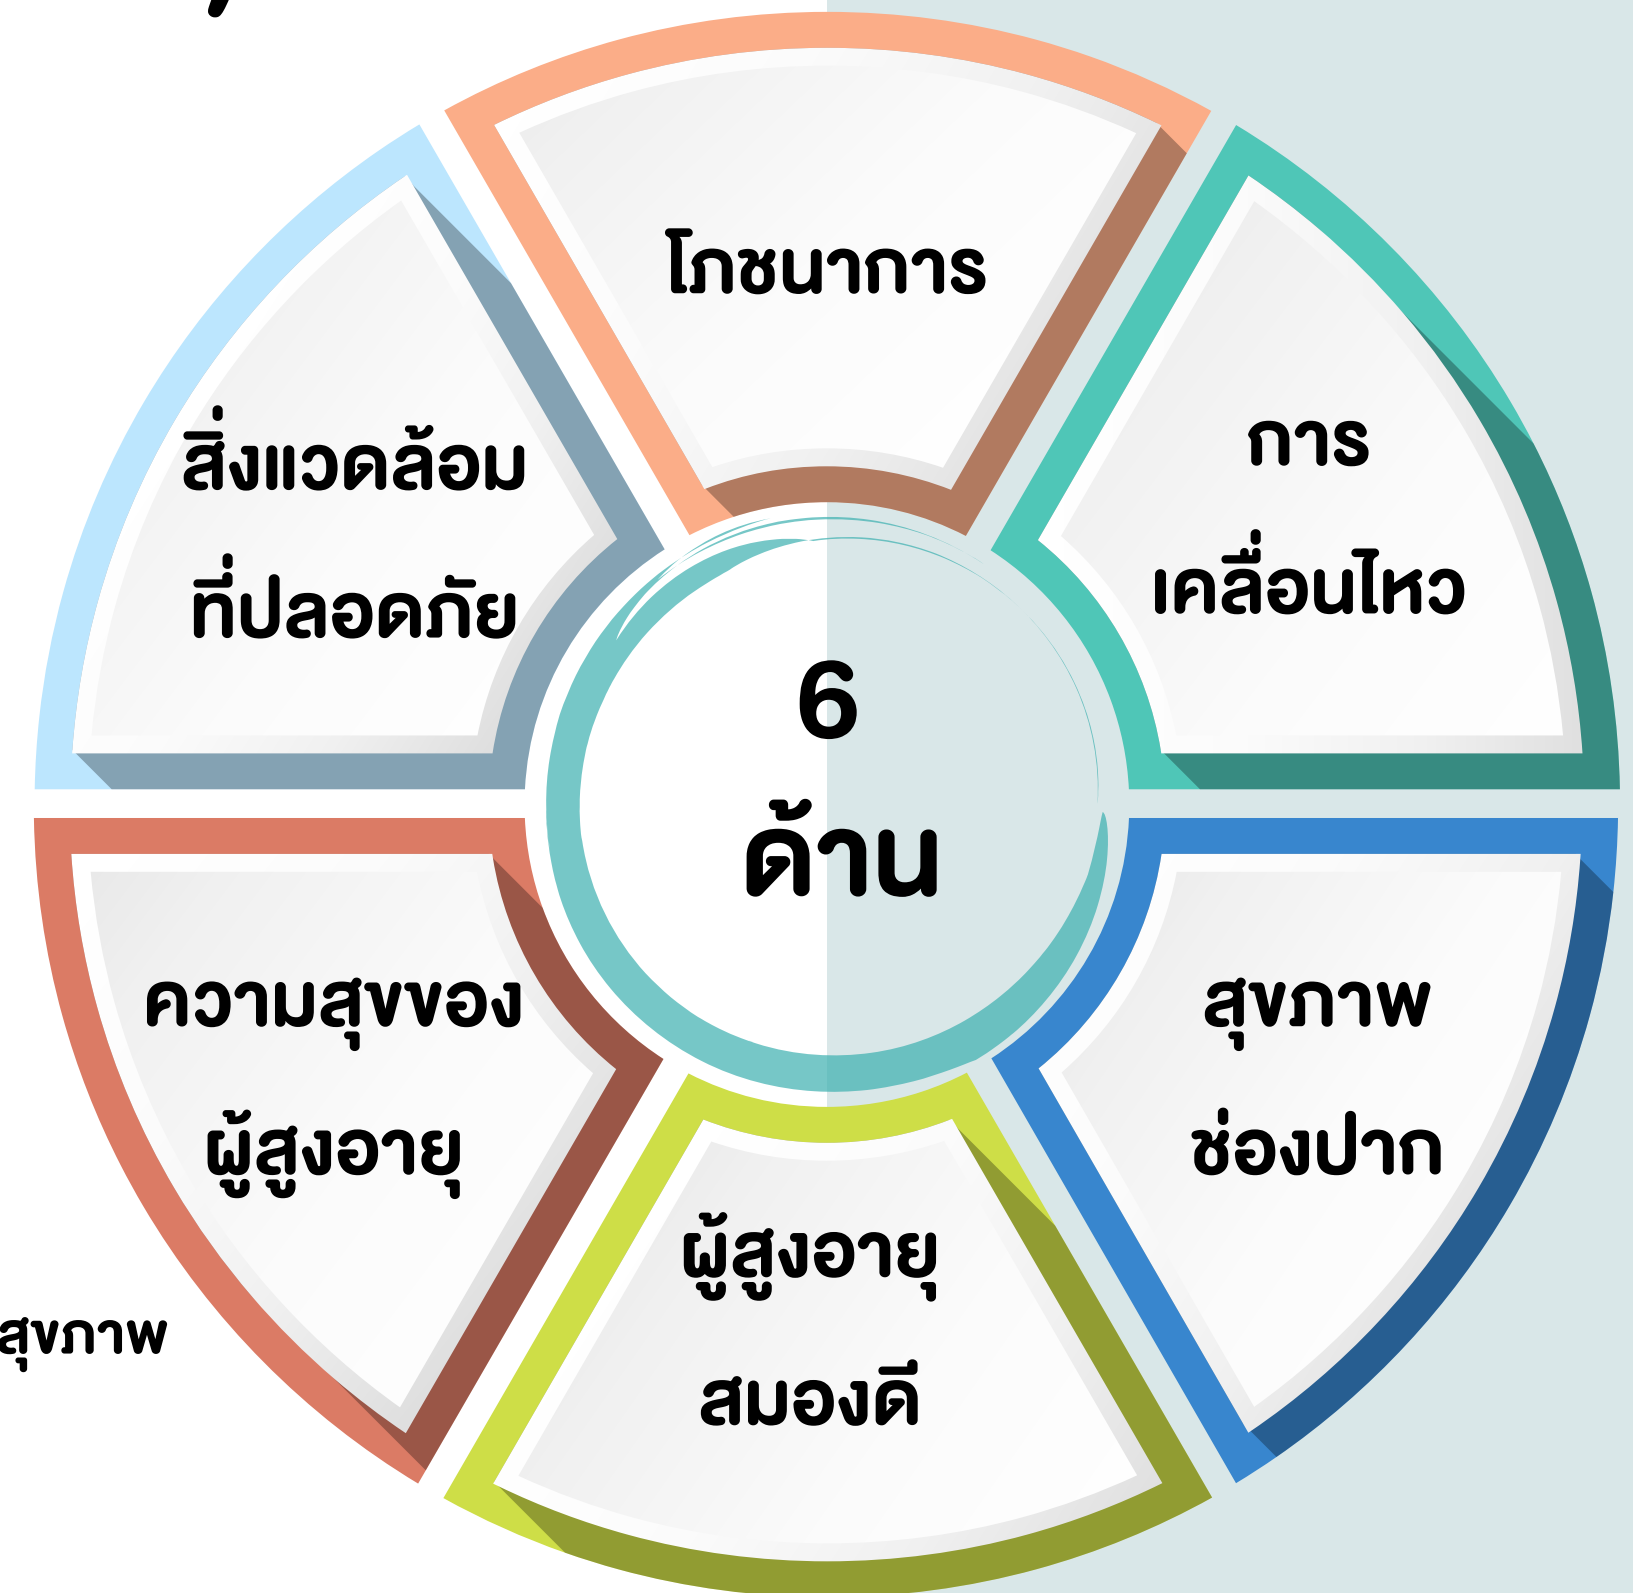 โภชนาการ
การ
เคลื่อนไหว
สุขภาพ
ช่องปาก
ผู้สูงอายุ
สมองดี
ความสุขของ
ผู้สูงอายุ
สิ่งแวดล้อม
ที่ปลอดภัย
6
ด้าน
สุขภาพ